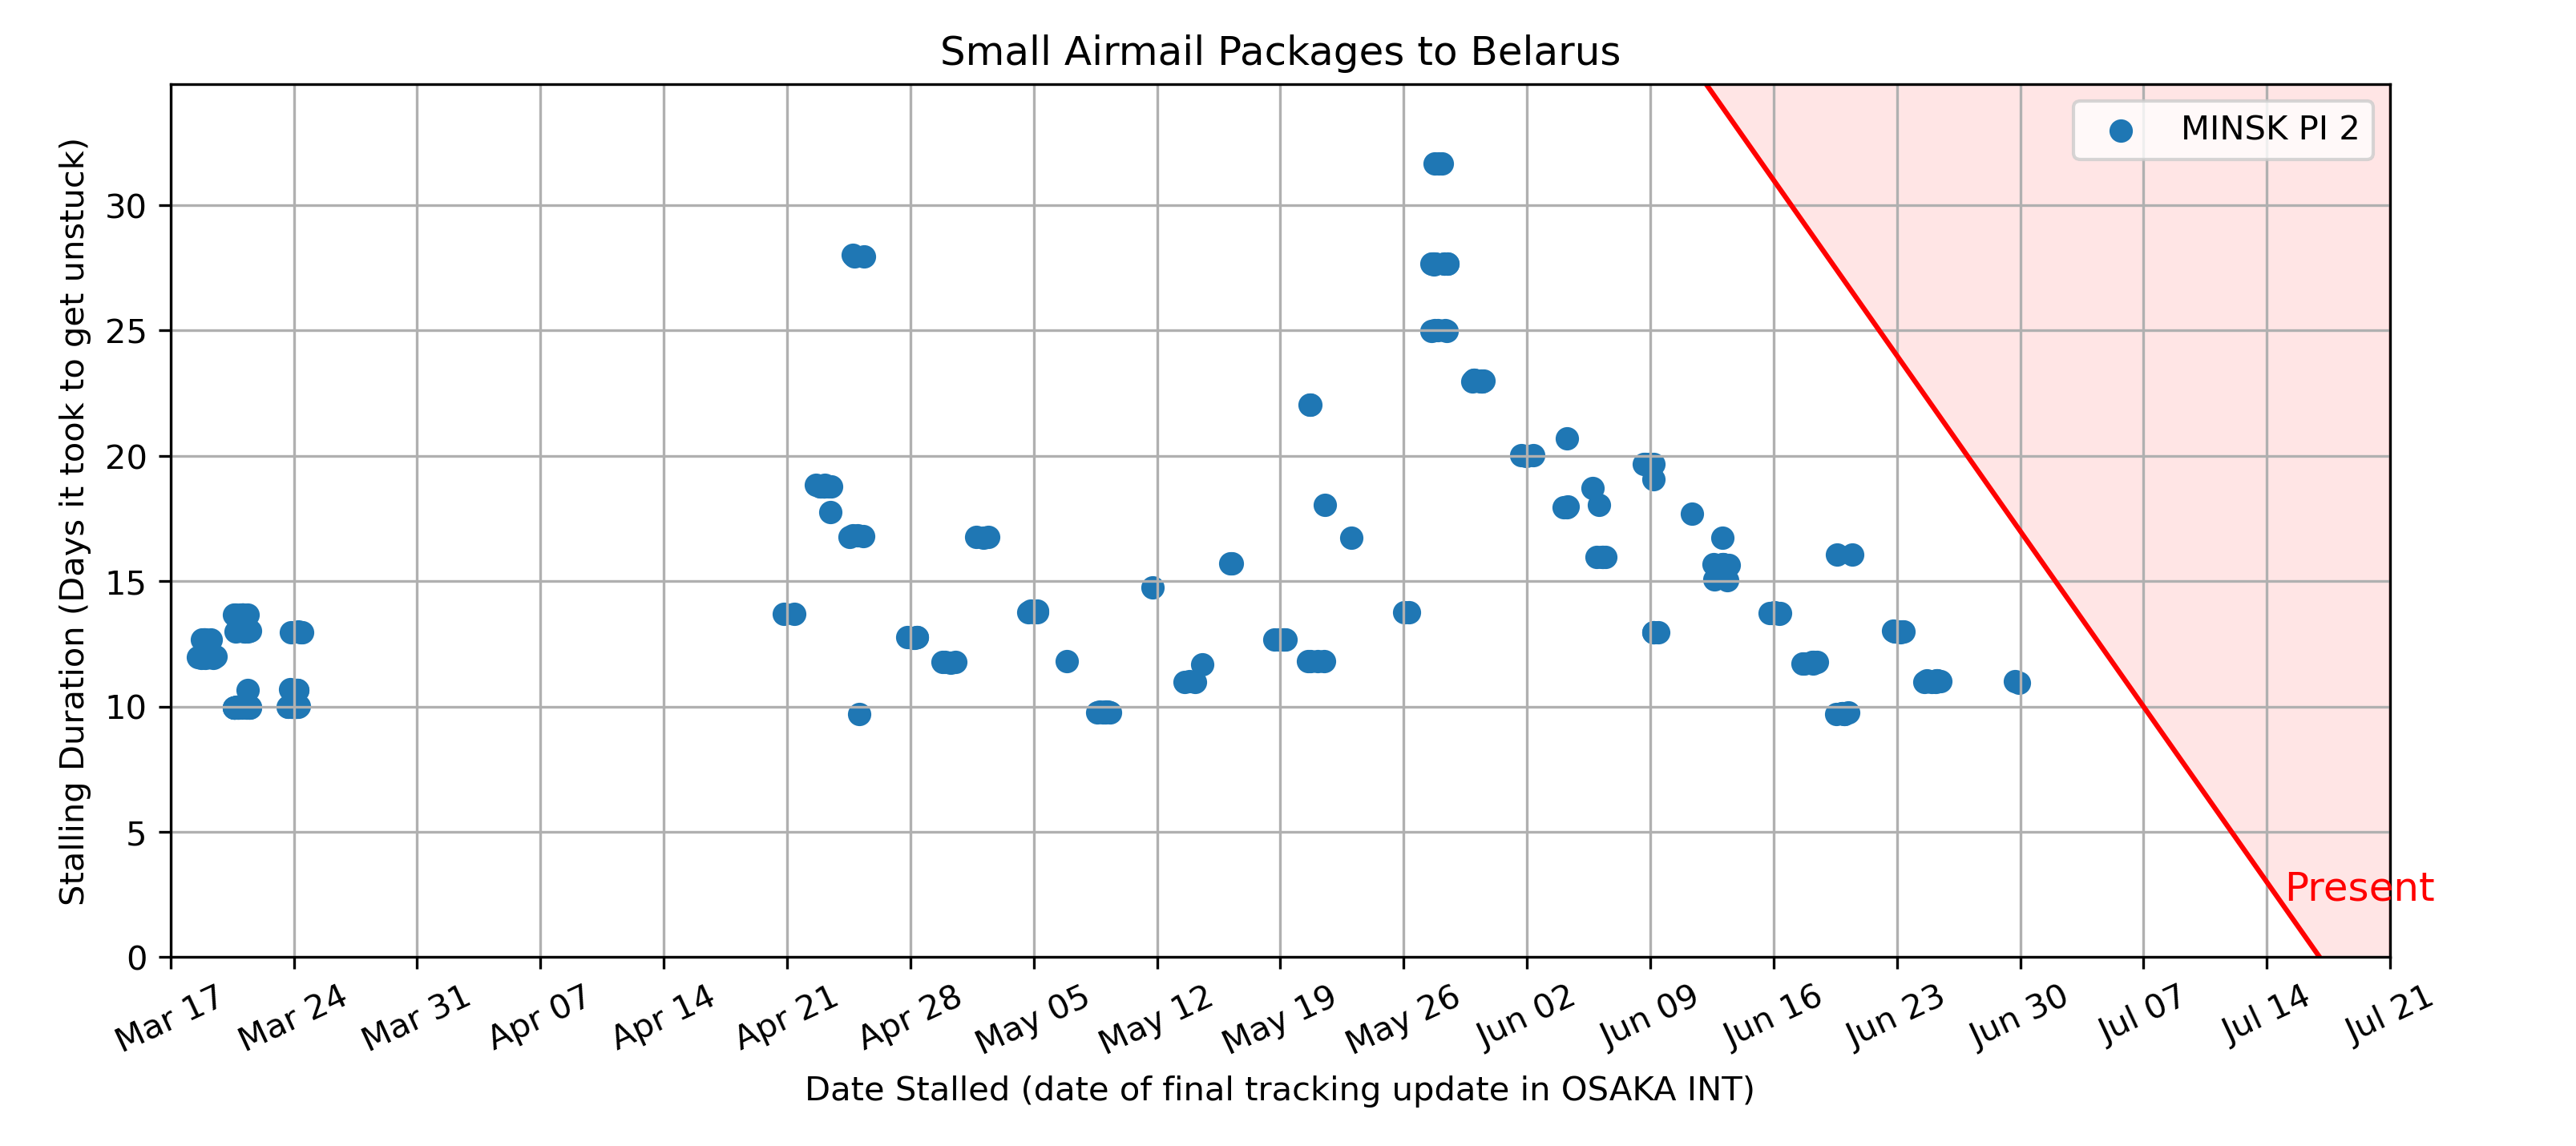 Small Airmail Packages to Belarus
MINSK PI 2
Stalling Duration (Days it took to get unstuck)
30
25
20
15
10
5
0
Present
Mar 17
Mar 24
Mar 31
Apr 07
Apr 14
Apr 21
Apr 28
May 05
May 12
May 19
May 26
Jun 02
Jun 09
Jun 16
Jun 23
Jun 30
Jul 07
Jul 14
Jul 21
Date Stalled (date of final tracking update in OSAKA INT)